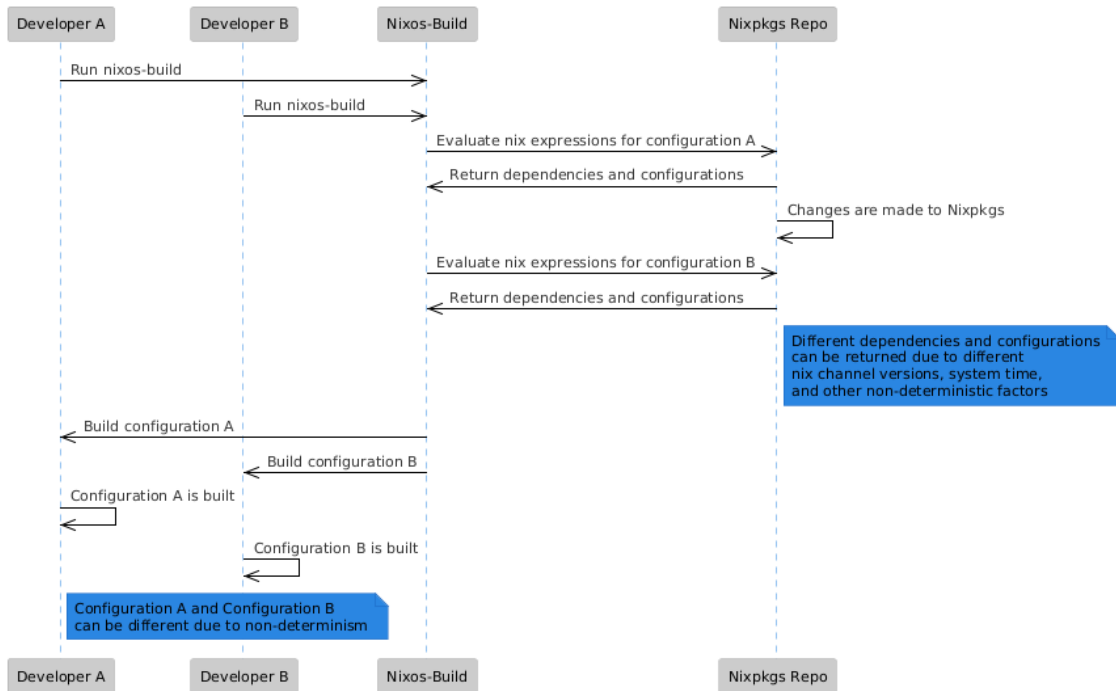 Developer A
Developer B
Nixos-Build
Nixpkgs Repo
Run nixos-build
Run nixos-build
Evaluate nix expressions for configuration A
Return dependencies and configurations
Changes are made to Nixpkgs
Evaluate nix expressions for configuration B
Return dependencies and configurations
Different dependencies and configurations
can be returned due to different
nix channel versions, system time,
and other non-deterministic factors
Build configuration A
Build configuration B
Configuration A is built
Configuration B is built
Configuration A and Configuration B
can be different due to non-determinism
Developer A
Developer B
Nixos-Build
Nixpkgs Repo